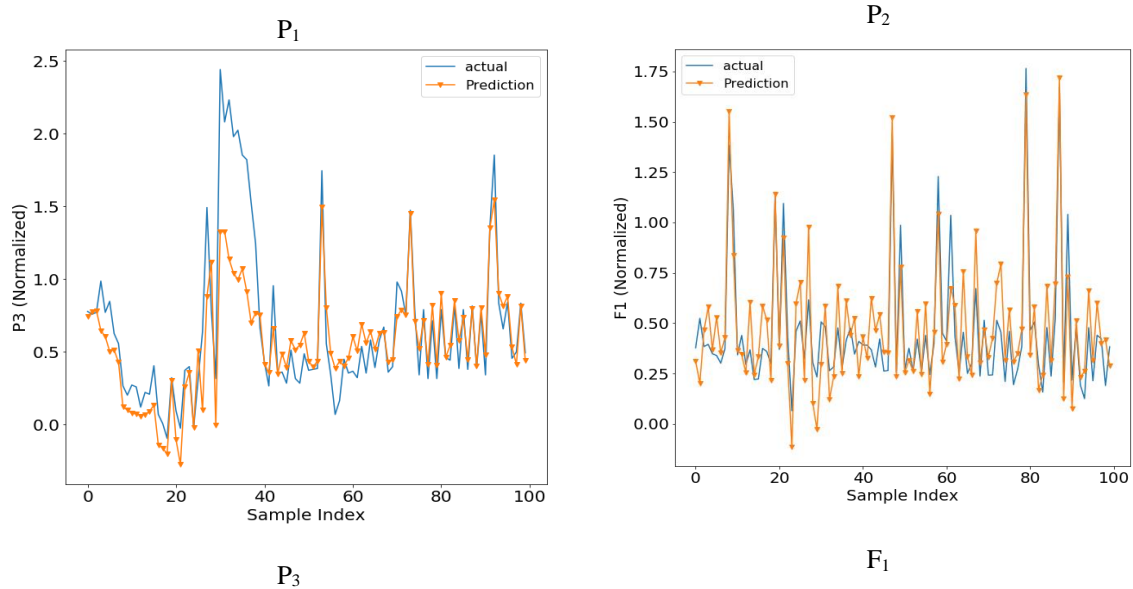 P1
P2
2.5
2.0
1.5
1.0
0.5
0.0
P3 (Normalized)
actual
Prediction
0 20 40 60 80 100
Sample Index
1.75
1.50
1.25
1.00
0.75
0.50
0.25
0.00
F1 (Normalized)
actual
Prediction
0 20 40 60 80 100
Sample Index
P3
F1